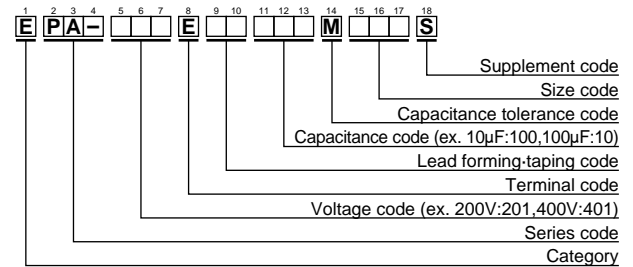 1 2 3 4 5 6 7 8 9 10 11 12 13 14 15 16 17 18
E PA− E M S
Supplement code
Size code
Capacitance tolerance code
Capacitance code (ex. 10μF:100,100μF:10)
Lead forming·taping code
Terminal code
Voltage code (ex. 200V:201,400V:401)
Series code
Category